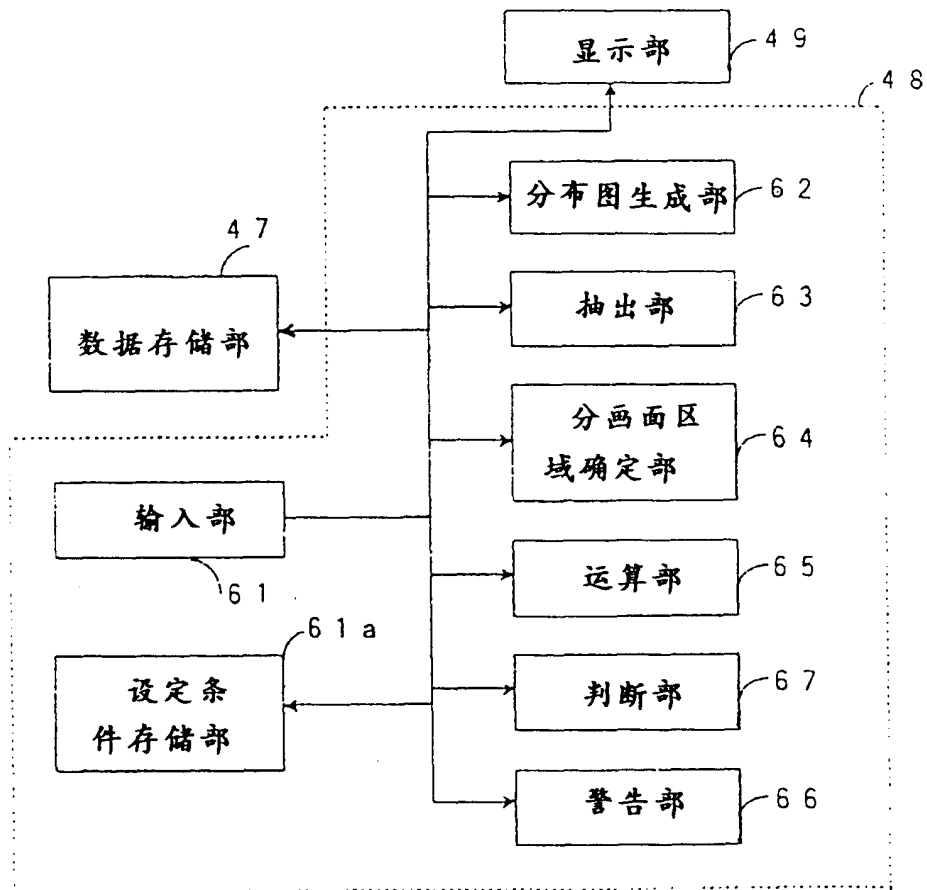 显示部
49
48
分布图生成部
62
47
数据存储部
抽出部
63
分画面区
域确定部
64
输入部
61
运算部
65
61a
设定条
件存储部
判断部
67
警告部
66